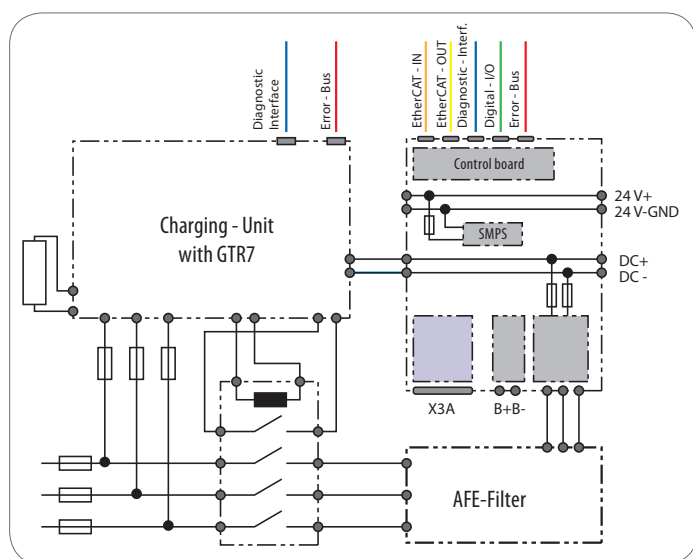 Diagnostic
Interface
Error - Bus
EtherCAT - IN
EtherCAT - OUT
Diagnostic - Interf.
Digital - I/O
Error - Bus
Control board
24 V+
24 V-GND
SMPS
Charging - Unit
with GTR7
DC+
DC -
X3A
B+B-
AFE-Filter